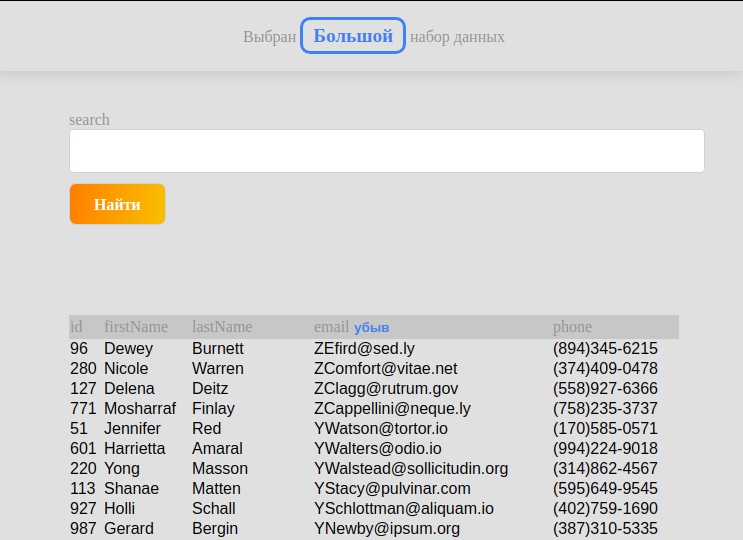 Выбран Большой набор данных
search
Найти
id firstName lastName email убыв phone
96 Dewey Burnett ZEfird@sed.ly (894)345-6215
280 Nicole Warren ZComfort@vitae.net (374)409-0478
127 Delena Deitz ZClagg@rutrum.gov (558)927-6366
771 Mosharraf Finlay ZCappellini@neque.ly (758)235-3737
51 Jennifer Red YWatson@tortor.io (170)585-0571
601 Harrietta Amaral YWalters@odio.io (994)224-9018
220 Yong Masson YWalstead@sollicitudin.org (314)862-4567
113 Shanae Matten YStacy@pulvinar.com (595)649-9545
927 Holli Schall YSchlottman@aliquam.io (402)759-1690
987 Gerard Bergin YNewby@ipsum.org (387)310-5335